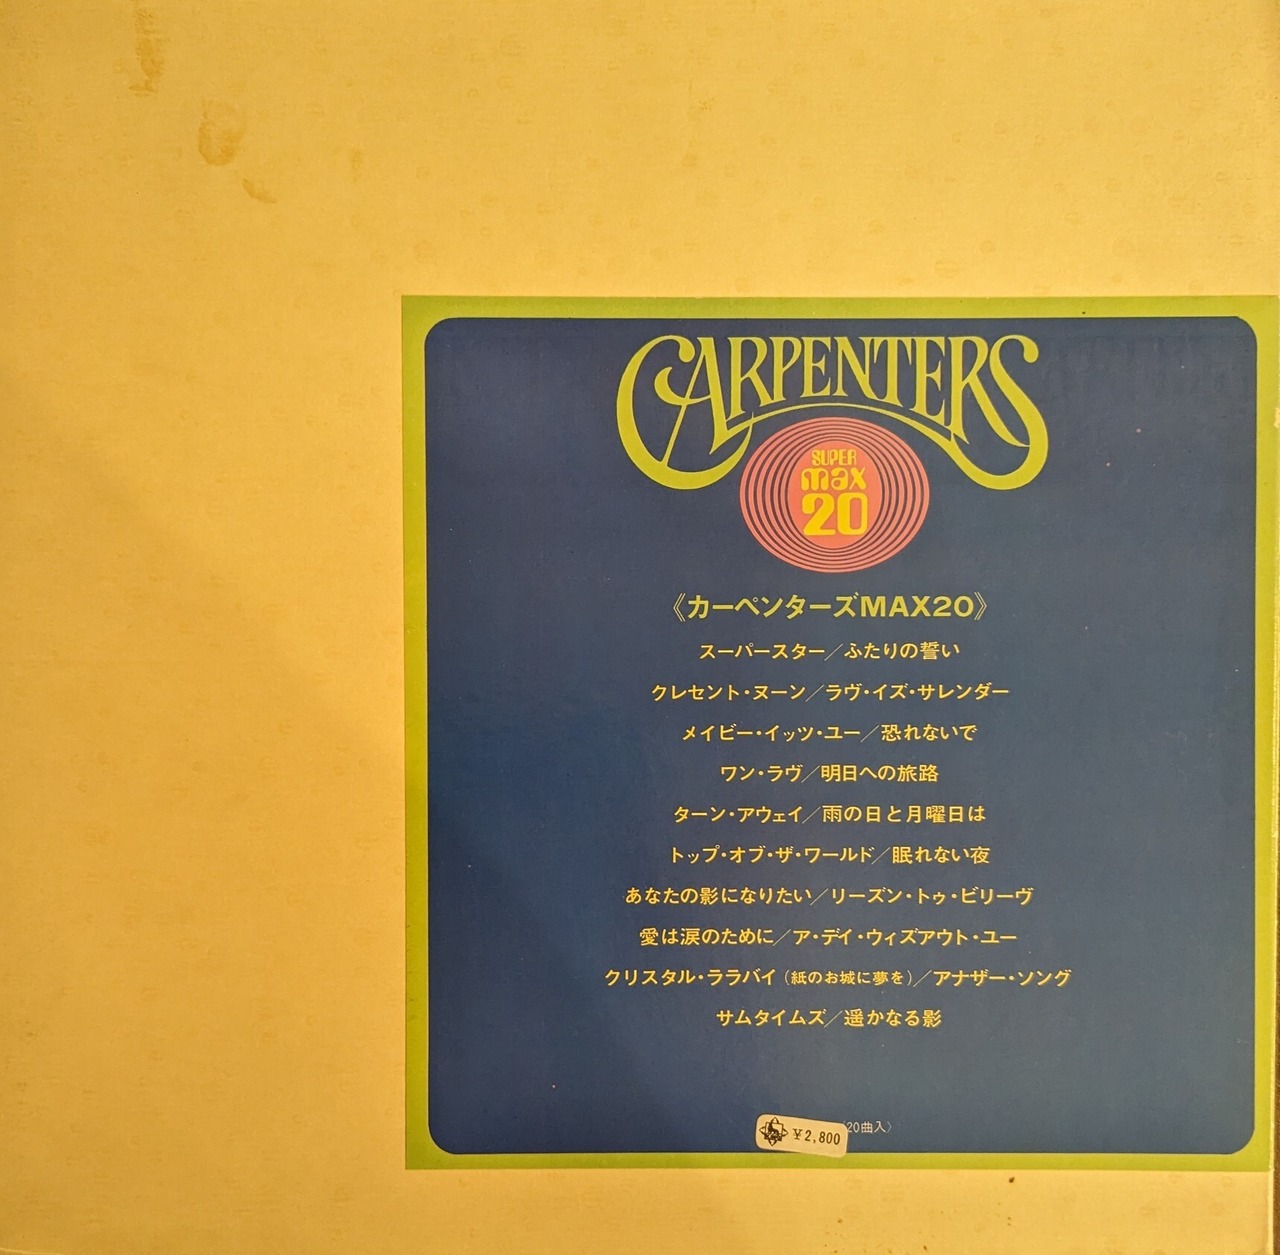 CARPENTERS
SUPER
max
20
《カーペンターズMAX20》
スーパースター／ふたりの誓い
クレセント・ヌーン／ラヴ・イズ・サレンダー
メイビー・イッツ・ユー／恐れないで
ワン・ラヴ／明日への旅路
ターン・アウェイ／雨の日と月曜日は
トップ・オブ・ザ・ワールド／眠れない夜
あなたの影になりたい／リーズン・トゥ・ビリーヴ
愛は涙のために／ア・デイ・ウィズアウト・ユー
クリスタル・ララバイ（紙のお城に夢を）／アナザー・ソング
サムタイムズ／遥かなる影
¥2,800
20曲入〉